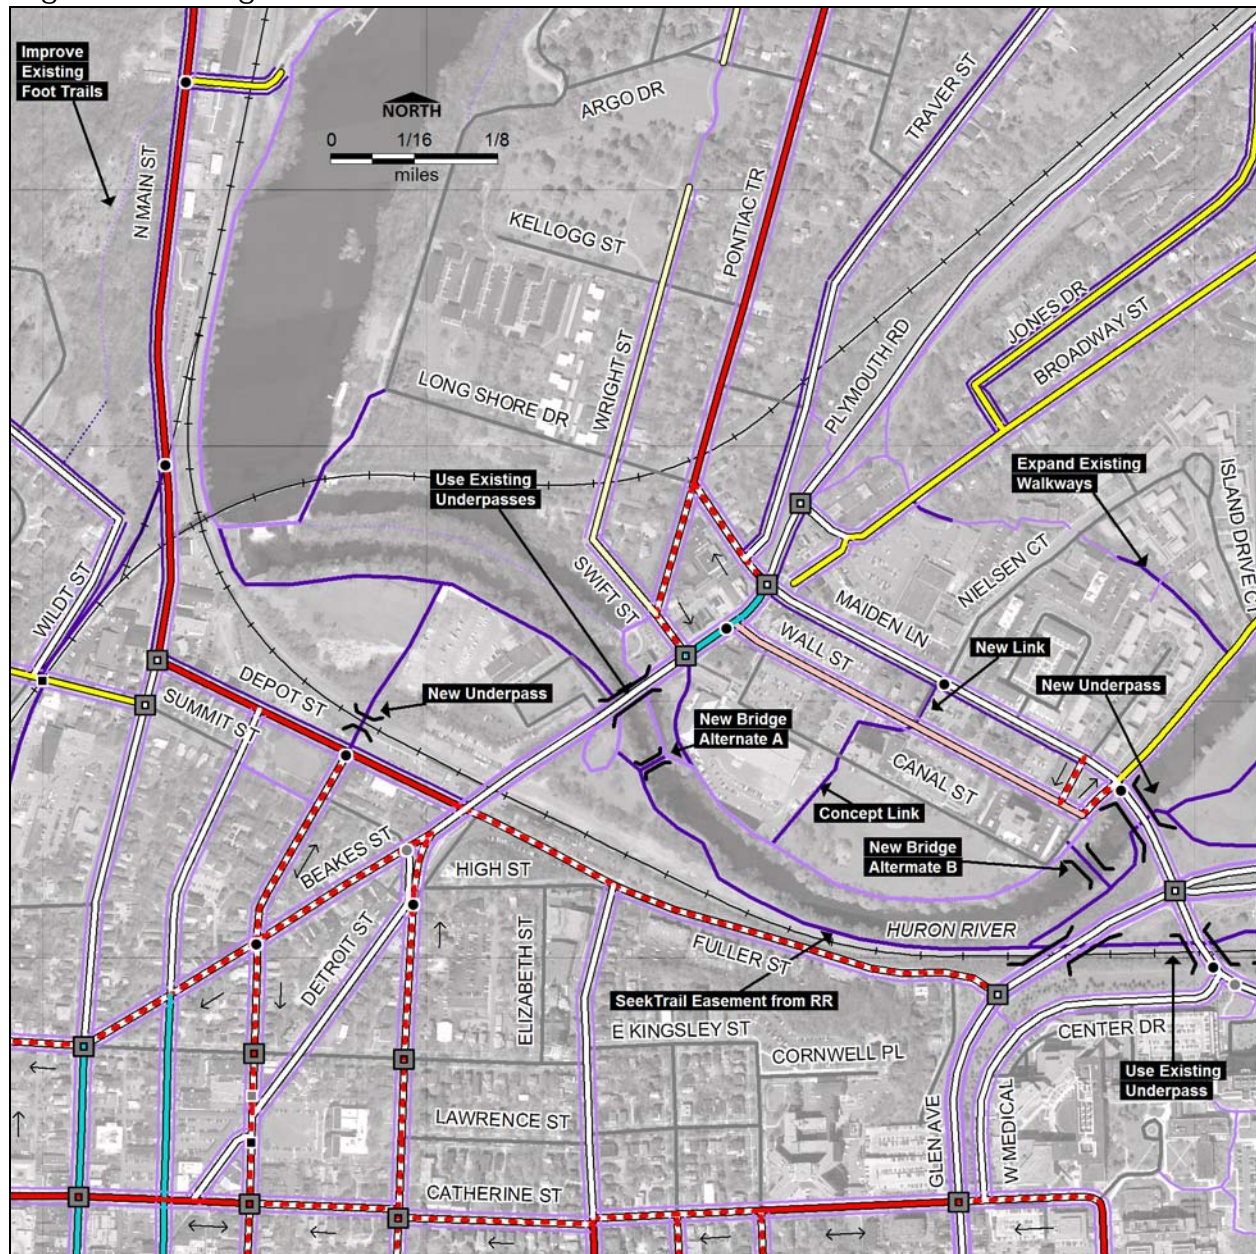 Improve
Existing
Foot Trails
NORTH
0 1/16 1/8
miles
N MAIN ST
ARGO DR
TRAVER ST
PONTIAC TR
KELLOGG ST
WRIGHT ST
LONG SHORE DR
PLYMOUTH RD
JONES DR
BROADWAY ST
Use Existing
Underpasses
Expand Existing
Walkways
ISLAND DRIVE CT
NIELSEN CT
SWIFT ST
MAIDEN LN
WALL ST
WILDT ST
New Link
New Underpass
DEPOT ST
SUMMIT ST
New Underpass
New Bridge
Alternate A
CANAL ST
Concept Link
New Bridge
Alternate B
BEAKES ST
HIGH ST
DETROIT ST
ELIZABETH ST
HURON RIVER
FULLER ST
SeekTrail Easement from RR
E KINGSLEY ST
CORNWELL PL
CENTER DR
Use Existing
Underpass
LAWRENCE ST
GLEN AVE
W MEDICAL
CATHERINE ST